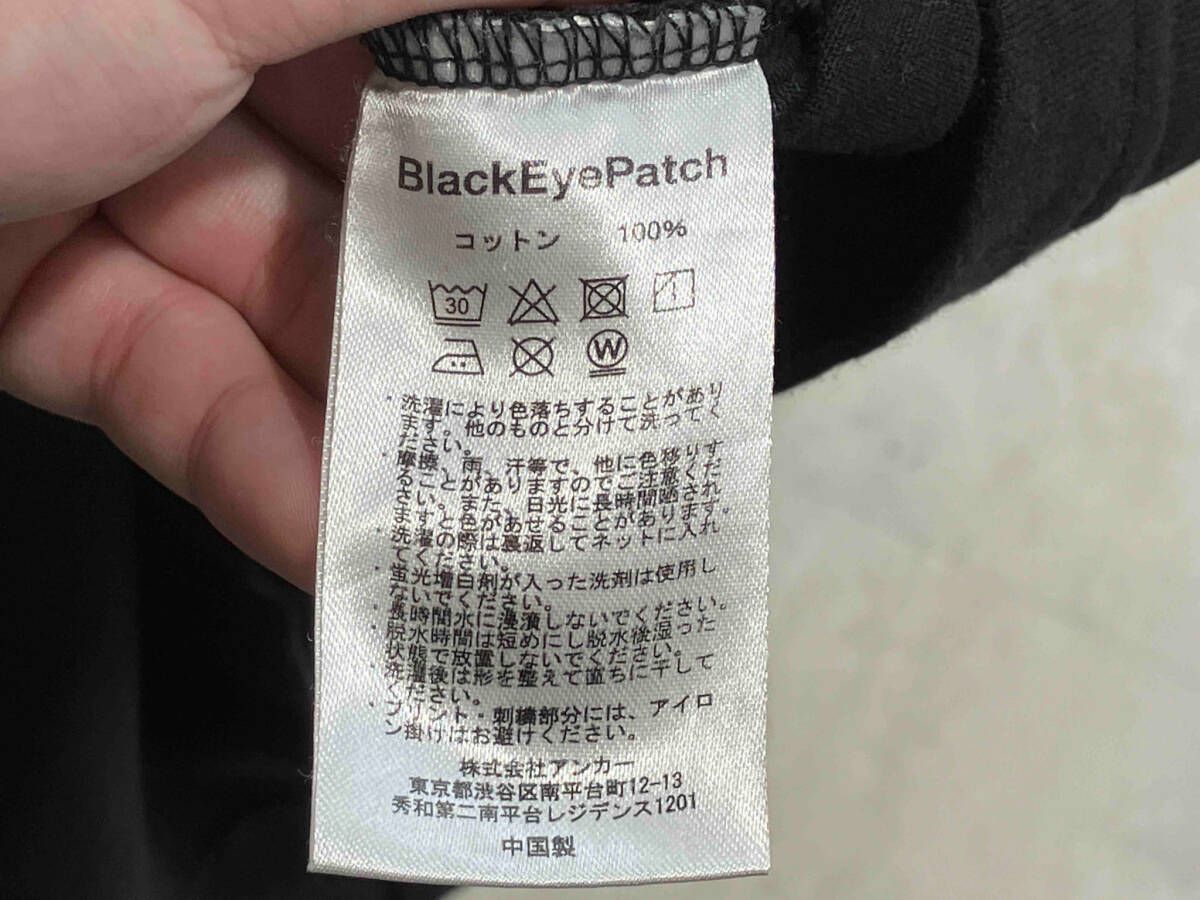 BlackEyePatch
コットン 100%
30
W
・洗濯により色落ちすることがあり
ます。他のものと分けて洗ってく
ださい。
・摩擦、雨、汗等で、他に色移りす
ることがありますのでご注意くだ
さい。また、日光に長時間晒され
ますと色があせることがあります。
・洗濯の際は裏返してネットに入れ
てください。
・蛍光増白剤が入った洗剤は使用し
ないでください。
・長時間水に浸漬しないでください。
・脱水時間は短めにし脱水後湿った
状態で放置しないでください。
・洗濯後は形を整えて直ちに干して
ください。
・プリント・刺繍部分には、アイロ
ン掛けはお避けください。
株式会社アンカー
東京都渋谷区南平台町12-13
秀和第二南平台レジデンス1201
中国製